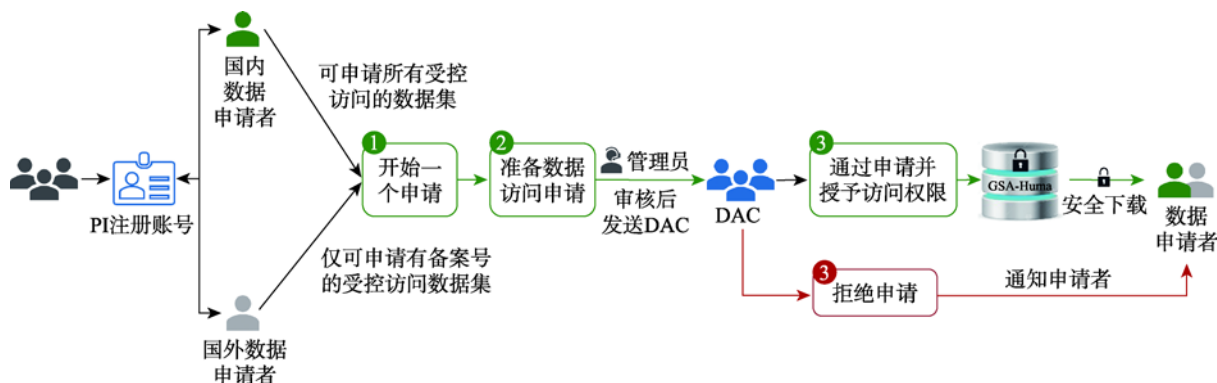 PI注册账号
国内
数据
申请者
国外数据
申请者
可申请所有受控
访问的数据集
仅可申请有备案号
的受控访问数据集
1
开始一
个申请
2
准备数据
访问申请
管理员
审核后
发送DAC
DAC
3
通过申请并
授予访问权限
GSA-Huma
安全下载
数据
申请者
3
拒绝申请
通知申请者